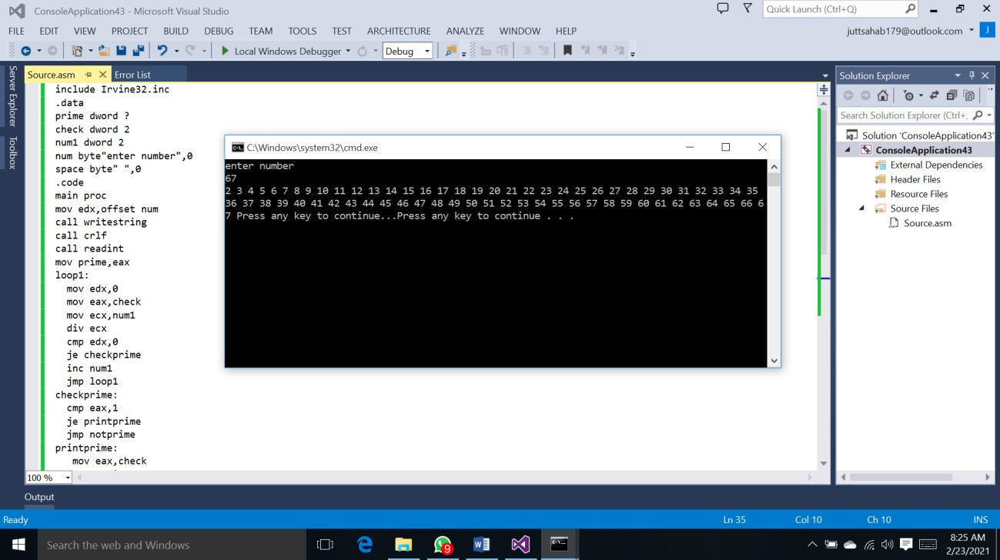 ConsoleApplication43 - Microsoft Visual Studio
Quick Launch (Ctrl+Q)
FILE EDIT VIEW PROJECT BUILD DEBUG TEAM TOOLS TEST ARCHITECTURE ANALYZE WINDOW HELP
juttsahab179@outlook.com
J
Local Windows Debugger
Debug
Server Explorer
Toolbox
Source.asm
Error List
include Irvine32.inc
.data
prime dword ?
check dword 2
num1 dword 2
num byte"enter number",0
space byte" ",0
.code
main proc
mov edx,offset num
call writestring
call crlf
call readint
mov prime,eax
loop1:
mov edx,0
mov eax,check
mov ecx,num1
div ecx
cmp edx,0
je checkprime
inc num1
jmp loop1
checkprime:
cmp eax,1
je printprime
jmp notprime
printprime:
mov eax,check
100 %
C:\Windows\system32\cmd.exe
enter number
67
2 3 4 5 6 7 8 9 10 11 12 13 14 15 16 17 18 19 20 21 22 23 24 25 26 27 28 29 30 31 32 33 34 35
36 37 38 39 40 41 42 43 44 45 46 47 48 49 50 51 52 53 54 55 56 57 58 59 60 61 62 63 64 65 66 6
7 Press any key to continue...Press any key to continue . . .
Solution Explorer
Search Solution Explorer (Ctrl+;
Solution 'ConsoleApplication43'
ConsoleApplication43
External Dependencies
Header Files
Resource Files
Source Files
Source.asm
Output
Ready
Ln 35
Col 10
Ch 10
INS
Search the web and Windows
9
8:25 AM
2/23/2021